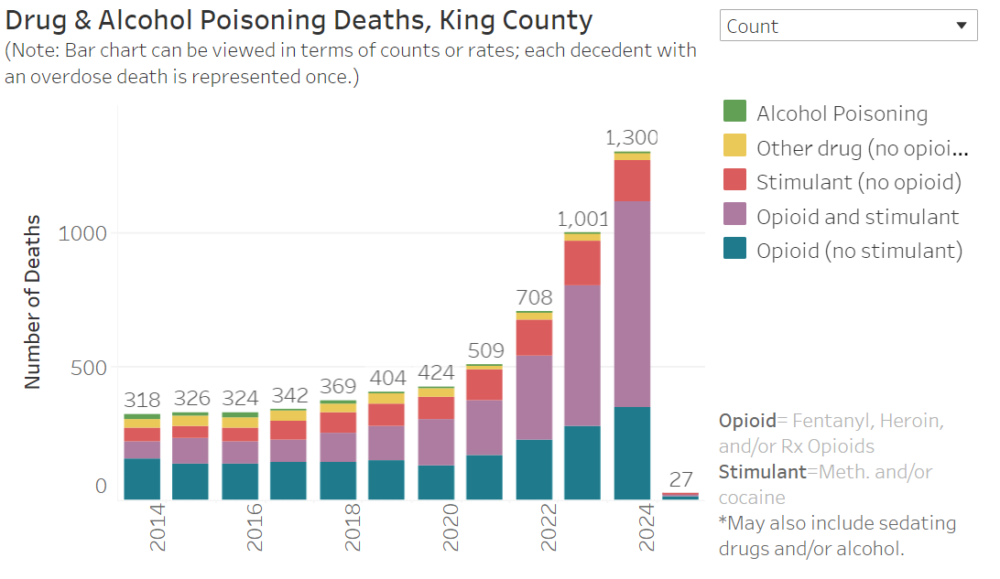 Drug & Alcohol Poisoning Deaths, King County
(Note: Bar chart can be viewed in terms of counts or rates; each decedent with
an overdose death is represented once.)
Count
Alcohol Poisoning
Other drug (no opioi...
Stimulant (no opioid)
Opioid and stimulant
Opioid (no stimulant)
Number of Deaths
1000
500
0
318
326
324
342
369
404
424
509
708
1,001
1,300
27
2014
2016
2018
2020
2022
2024
Opioid= Fentanyl, Heroin,
and/or Rx Opioids
Stimulant=Meth. and/or
cocaine
*May also include sedating
drugs and/or alcohol.